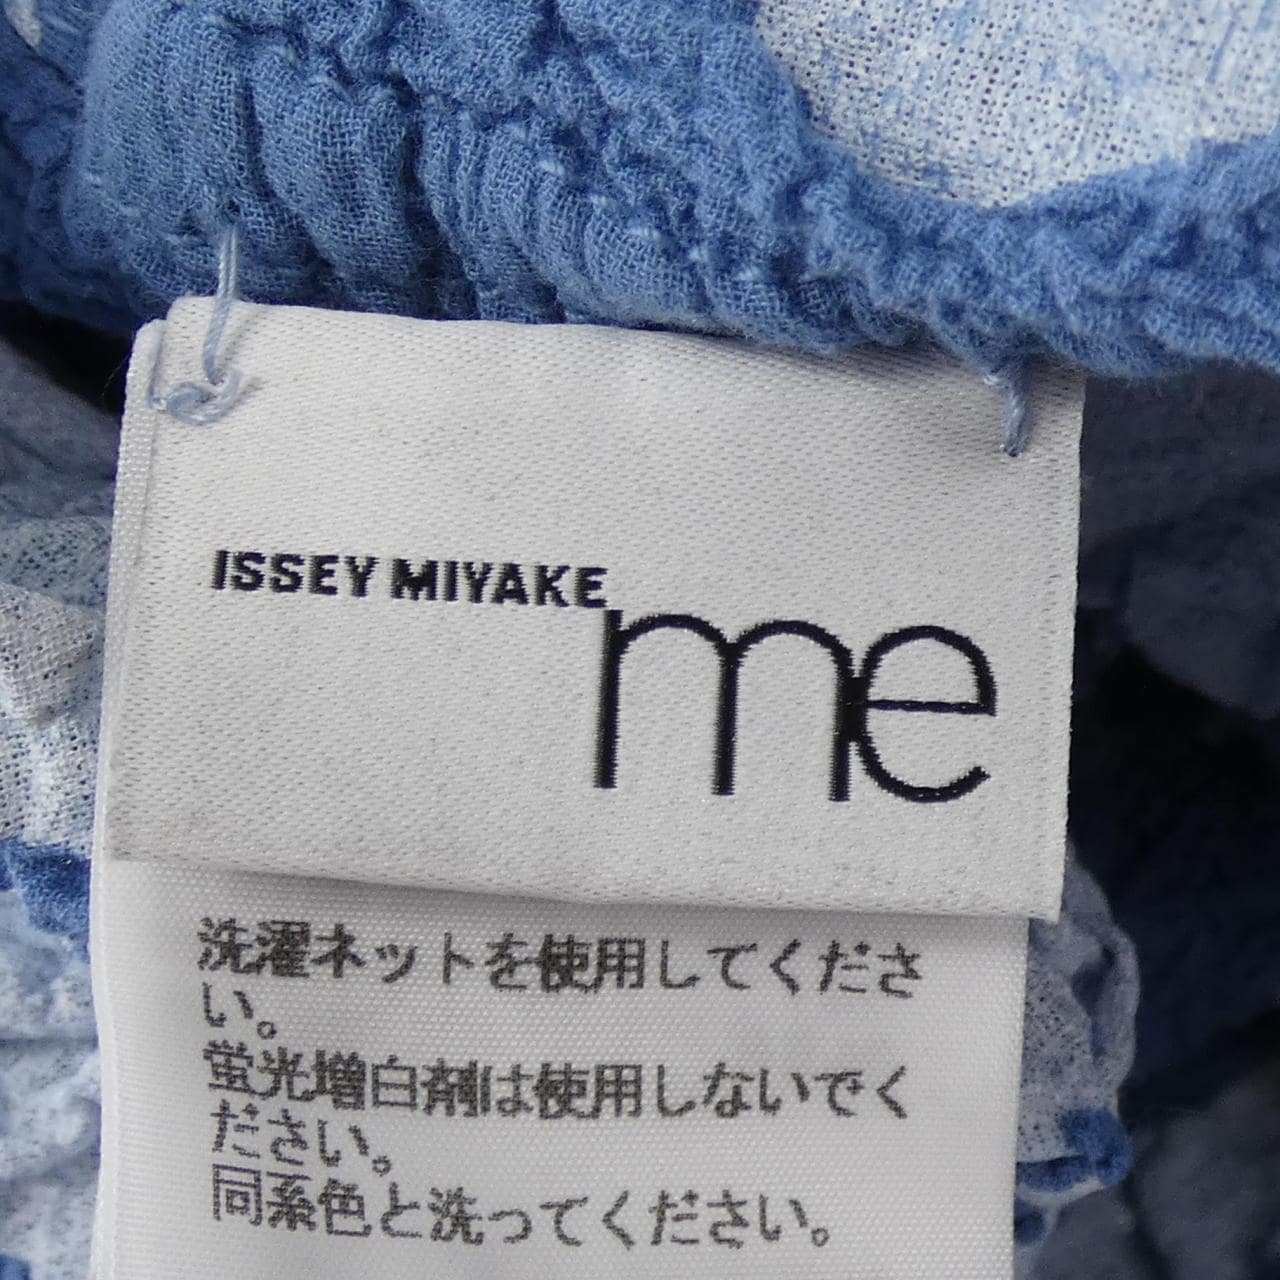 ISSEY MIYAKE
me
洗濯ネットを使用してくださ
い。
蛍光増白剤は使用しないでく
ださい。
同系色と洗ってください。